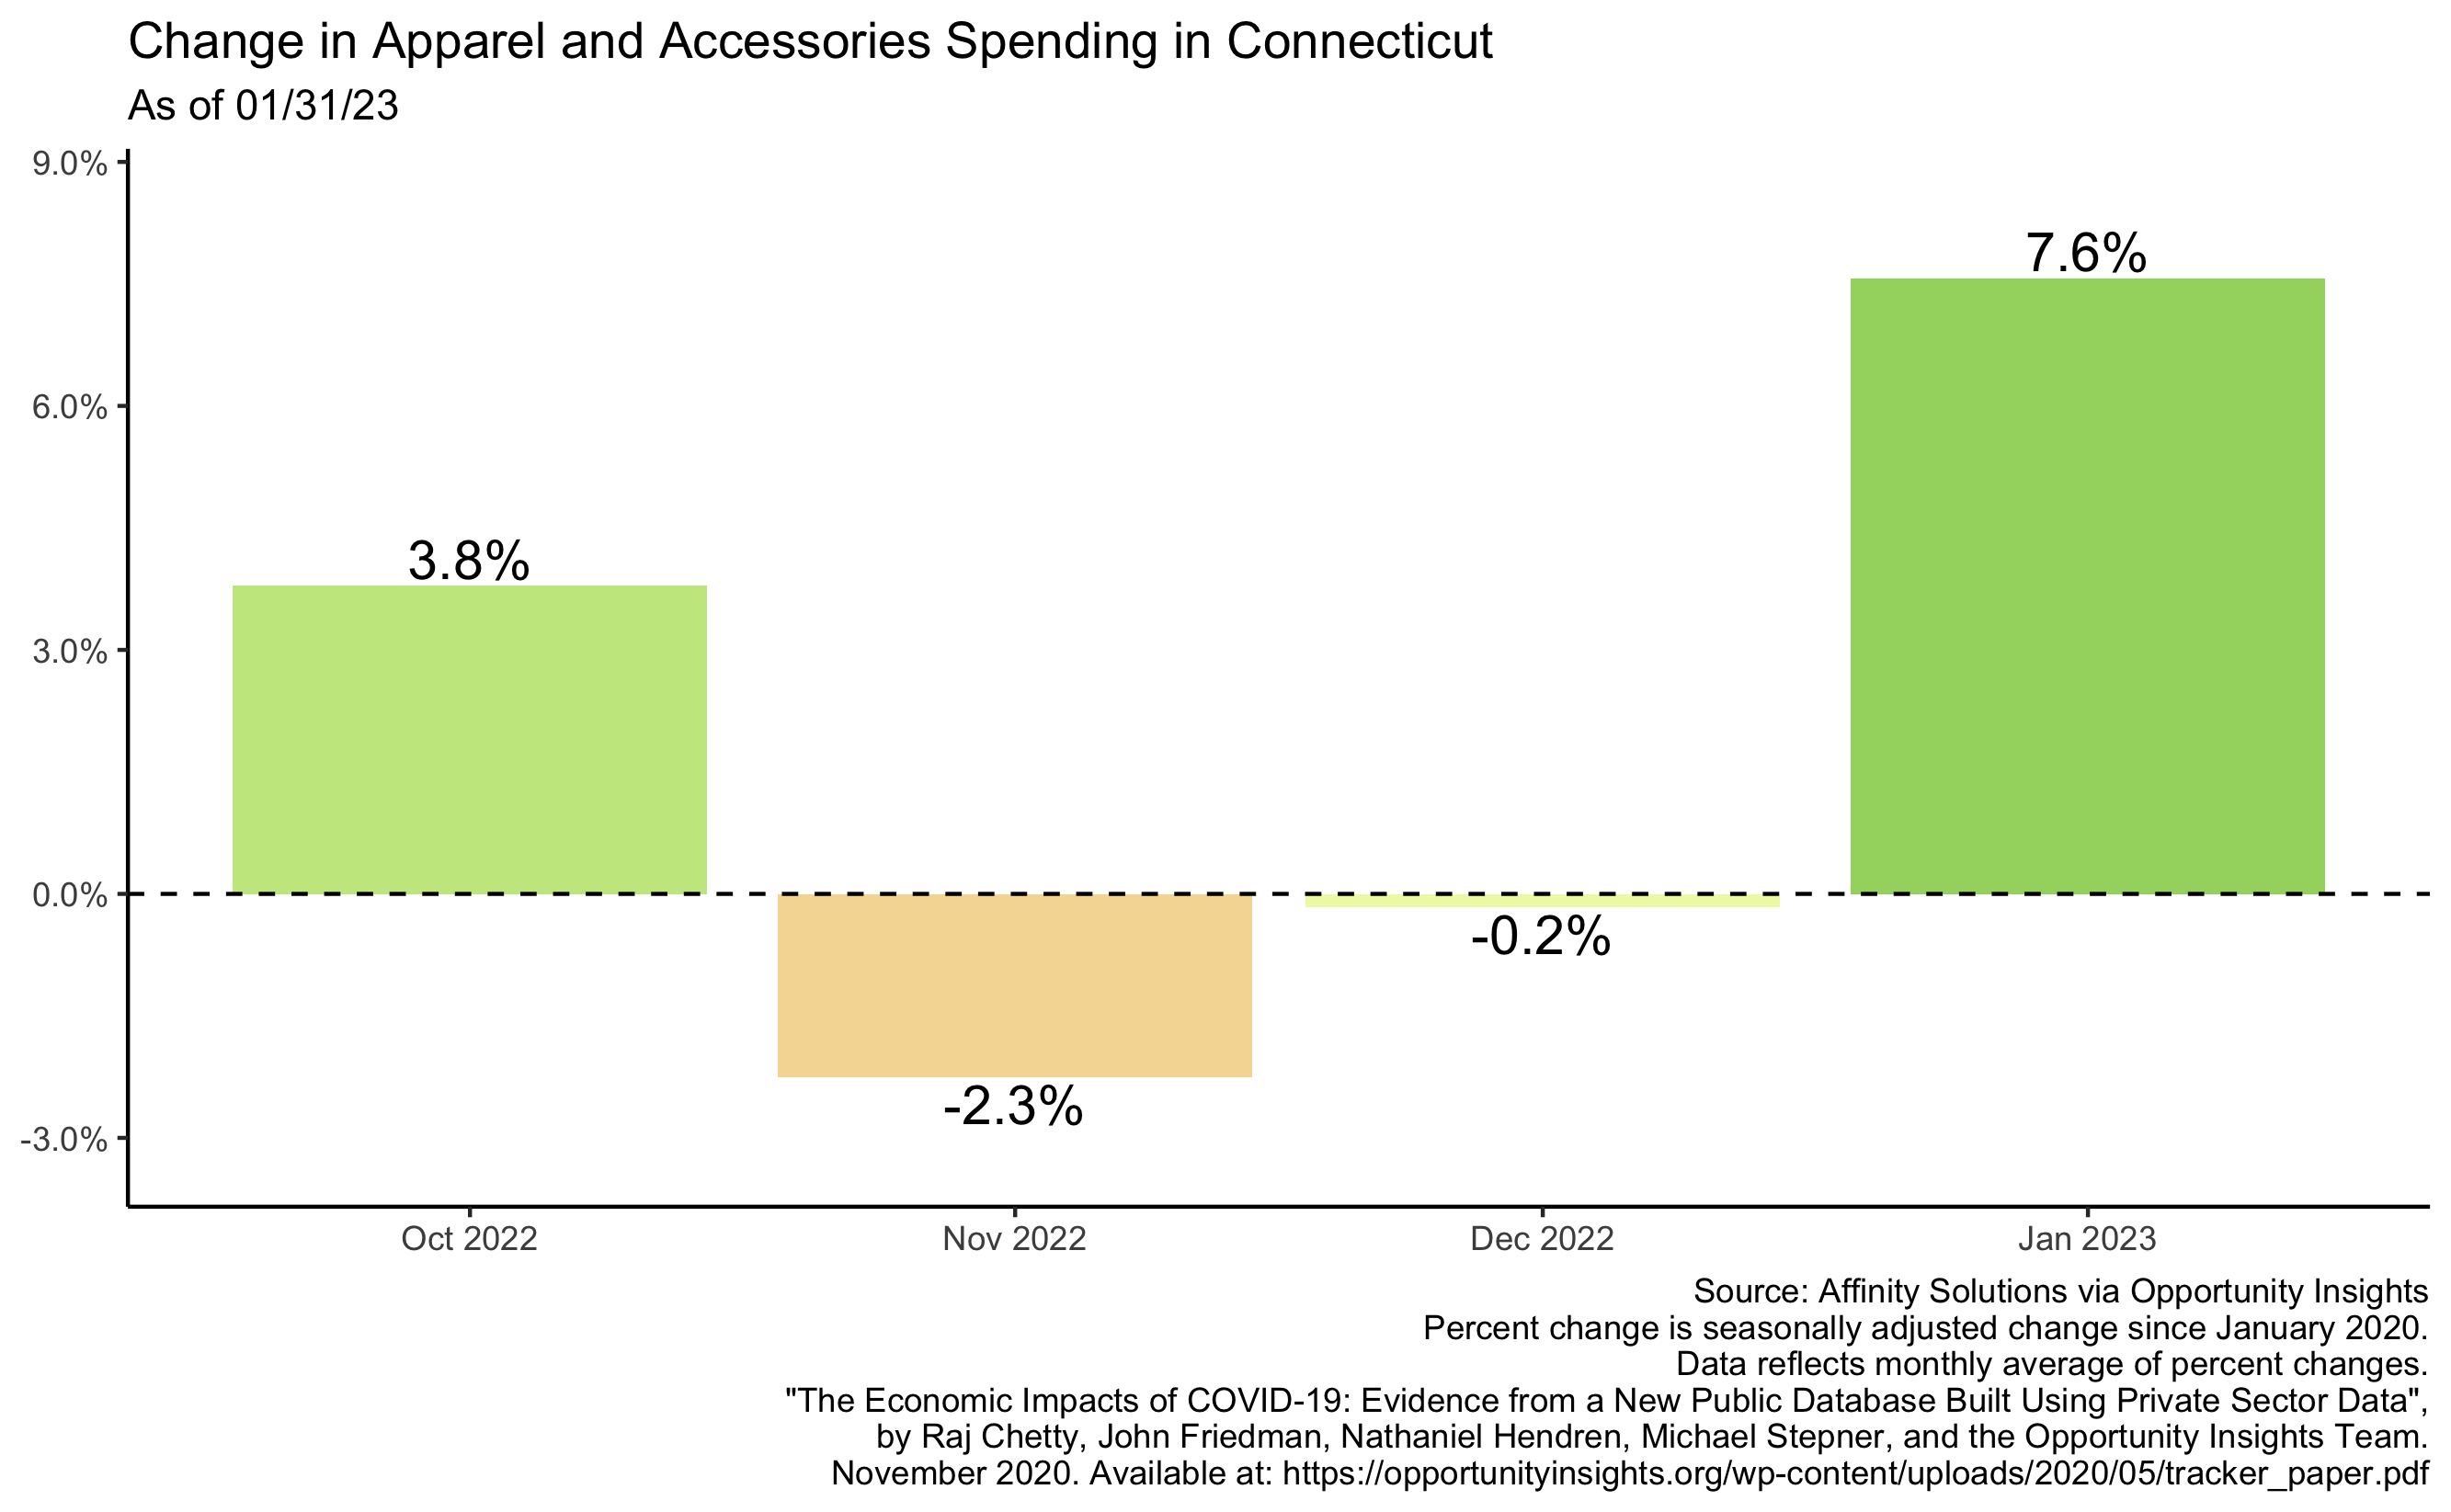 Change in Apparel and Accessories Spending in Connecticut
As of 01/31/23
9.0%
6.0%
3.0%
0.0%
-3.0%
3.8%
-2.3%
-0.2%
7.6%
Oct 2022
Nov 2022
Dec 2022
Jan 2023
Source: Affinity Solutions via Opportunity Insights
Percent change is seasonally adjusted change since January 2020.
Data reflects monthly average of percent changes.
"The Economic Impacts of COVID-19: Evidence from a New Public Database Built Using Private Sector Data",
by Raj Chetty, John Friedman, Nathaniel Hendren, Michael Stepner, and the Opportunity Insights Team.
November 2020. Available at: https://opportunityinsights.org/wp-content/uploads/2020/05/tracker_paper.pdf